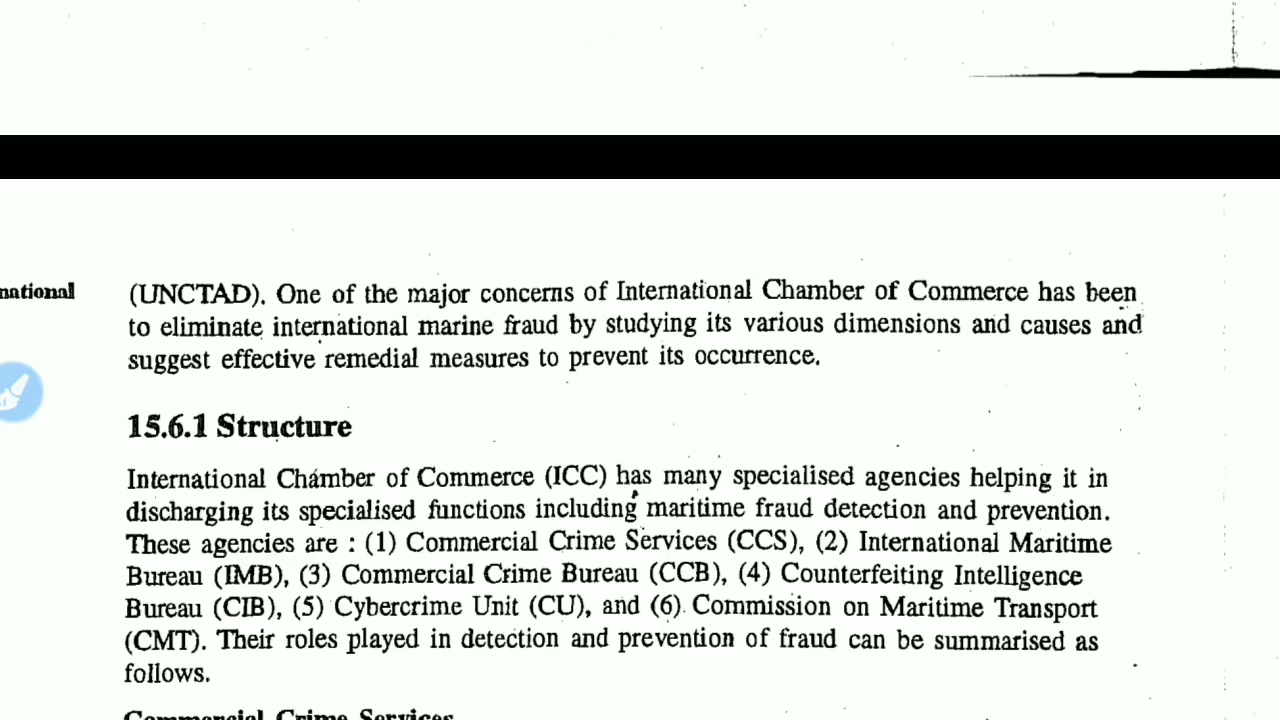 national
(UNCTAD). One of the major concerns of International Chamber of Commerce has been
to eliminate international marine fraud by studying its various dimensions and causes and
suggest effective remedial measures to prevent its occurrence.
15.6.1 Structure
International Chamber of Commerce (ICC) has many specialised agencies helping it in
discharging its specialised functions including maritime fraud detection and prevention.
These agencies are : (1) Commercial Crime Services (CCS), (2) International Maritime
Bureau (IMB), (3) Commercial Crime Bureau (CCB), (4) Counterfeiting Intelligence
Bureau (CIB), (5) Cybercrime Unit (CU), and (6) Commission on Maritime Transport
(CMT). Their roles played in detection and prevention of fraud can be summarised as
follows.
Commercial Crime Services